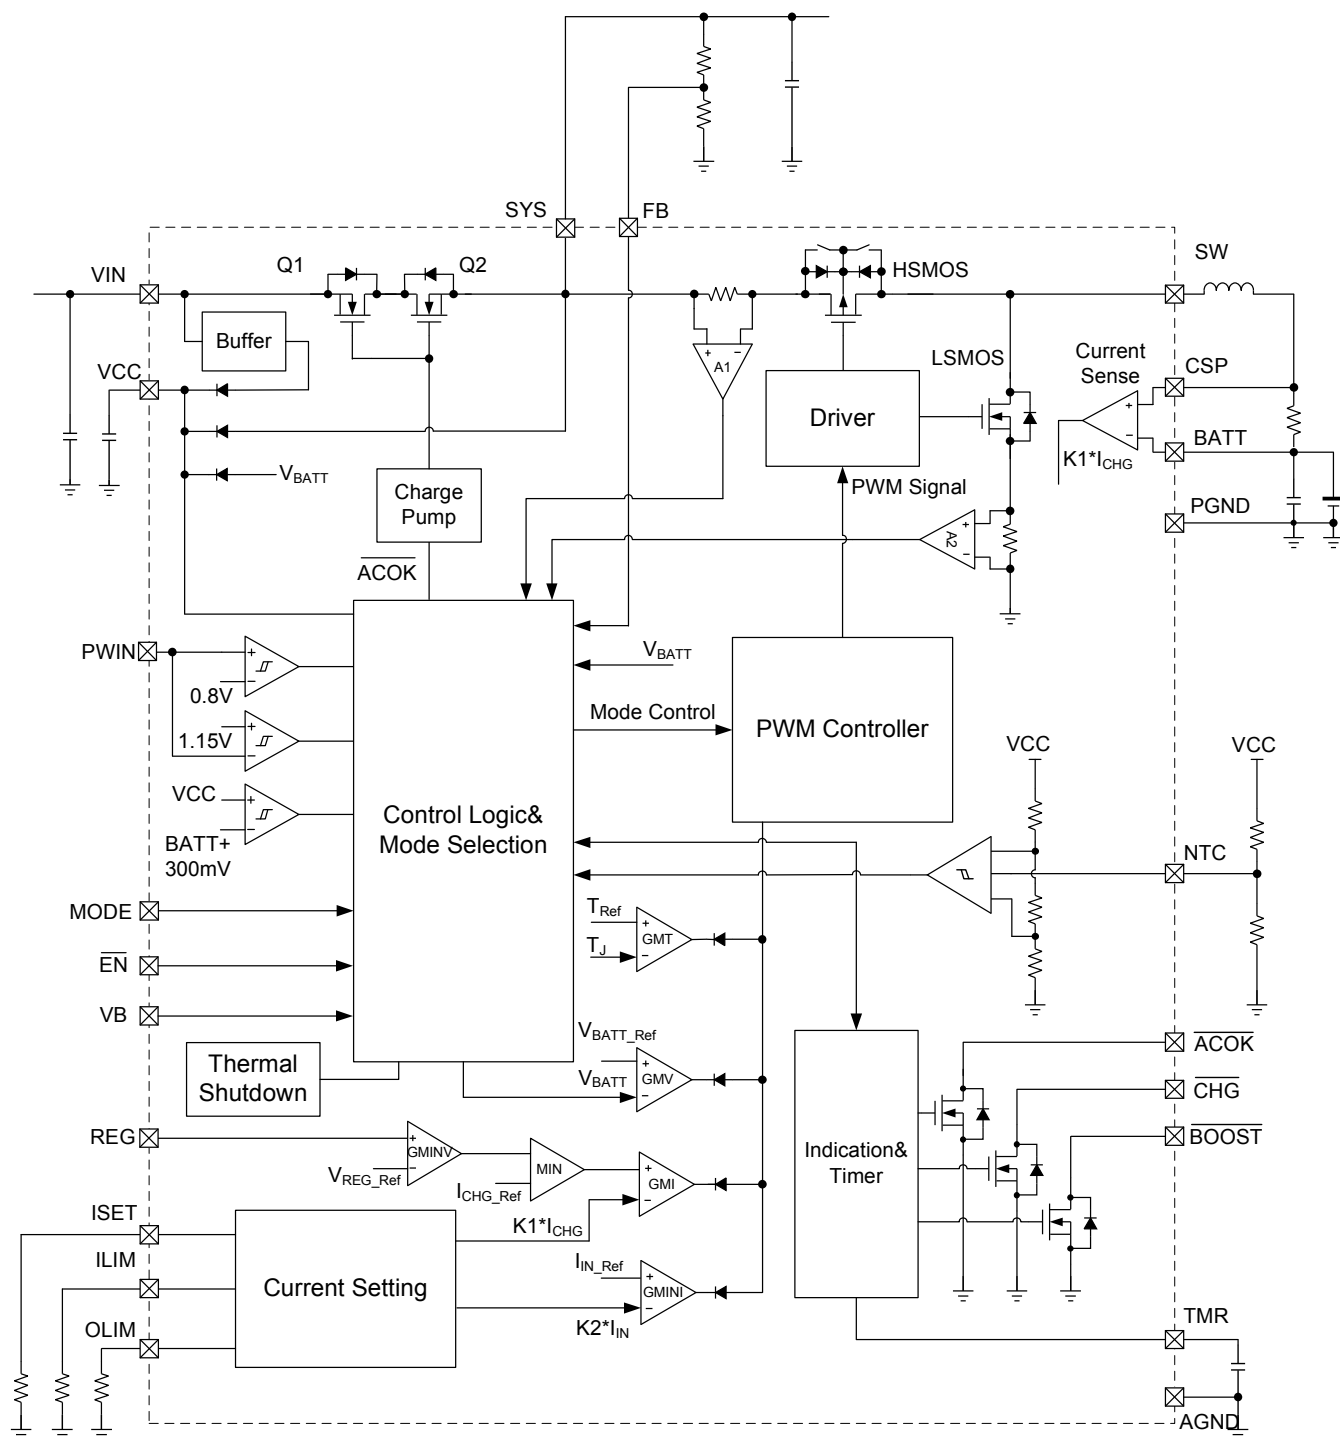 SYS
FB
SW
VIN
Q1
Q2
HSMOS
Buffer
LSMOS
Current
Sense
CSP
VCC
A1
Driver
BATT
K1*I_CHG
V_BATT
Charge
Pump
PWM Signal
PGND
A2
ACOK
PWIN
V_BATT
0.8V
Mode Control
PWM Controller
1.15V
VCC
VCC
VCC
Control Logic&
Mode Selection
BATT+
300mV
NTC
MODE
T_Ref
GMT
T_J
EN
VB
V_BATT_Ref
ACOK
Thermal
Shutdown
V_BATT
GMV
CHG
REG
BOOST
GMINV
V_REG_Ref
MIN
I_CHG_Ref
GMI
Indication&
Timer
ISET
K1*I_CHG
ILIM
Current Setting
I_IN_Ref
GMINI
K2*I_IN
OLIM
TMR
AGND